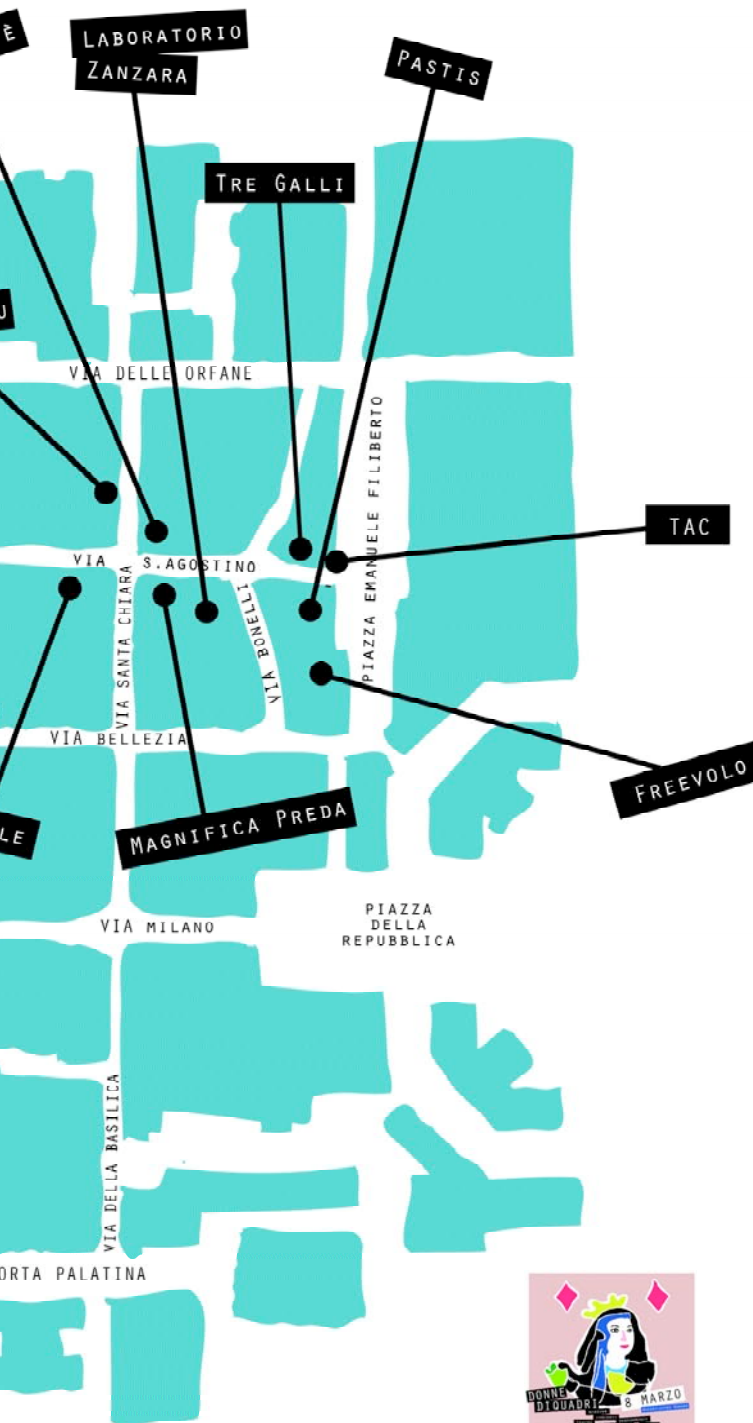 È
LABORATORIO
ZANZARA
PASTIS
TRE GALLI
U
VIA DELLE ORFANE
PIAZZA EMANUELE FILIBERTO
TAC
VIA S.AGOSTINO
VIA SANTA CHIARA
VIA BONELLI
VIA BELLEZIA
FREEVOLO
LE
MAGNIFICA PREDA
PIAZZA
DELLA
REPUBBLICA
VIA MILANO
VIA DELLA BASILICA
ORTA PALATINA
DONNE
DIQUADRI
8 MARZO